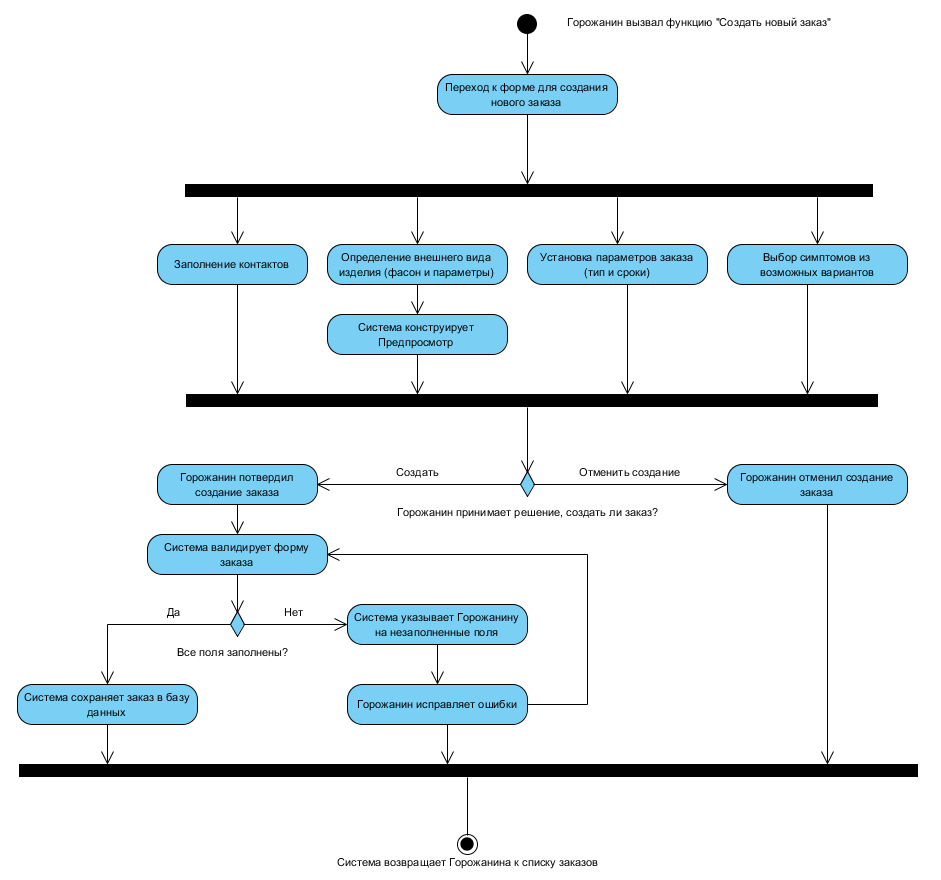 Горожанин вызвал функцию "Создать новый заказ"
Переход к форме для создания
нового заказа
Заполнение контактов
Определение внешнего вида
изделия (фасон и параметры)
Установка параметров заказа
(тип и сроки)
Выбор симптомов из
возможных вариантов
Система конструирует
Предпросмотр
Создать
Отменить создание
Горожанин потвердил
создание заказа
Горожанин отменил создание
заказа
Горожанин принимает решение, создать ли заказ?
Система валидирует форму
заказа
Да
Нет
Система указывает Горожанину
на незаполненные поля
Все поля заполнены?
Система сохраняет заказ в базу
данных
Горожанин исправляет ошибки
Система возвращает Горожанина к списку заказов